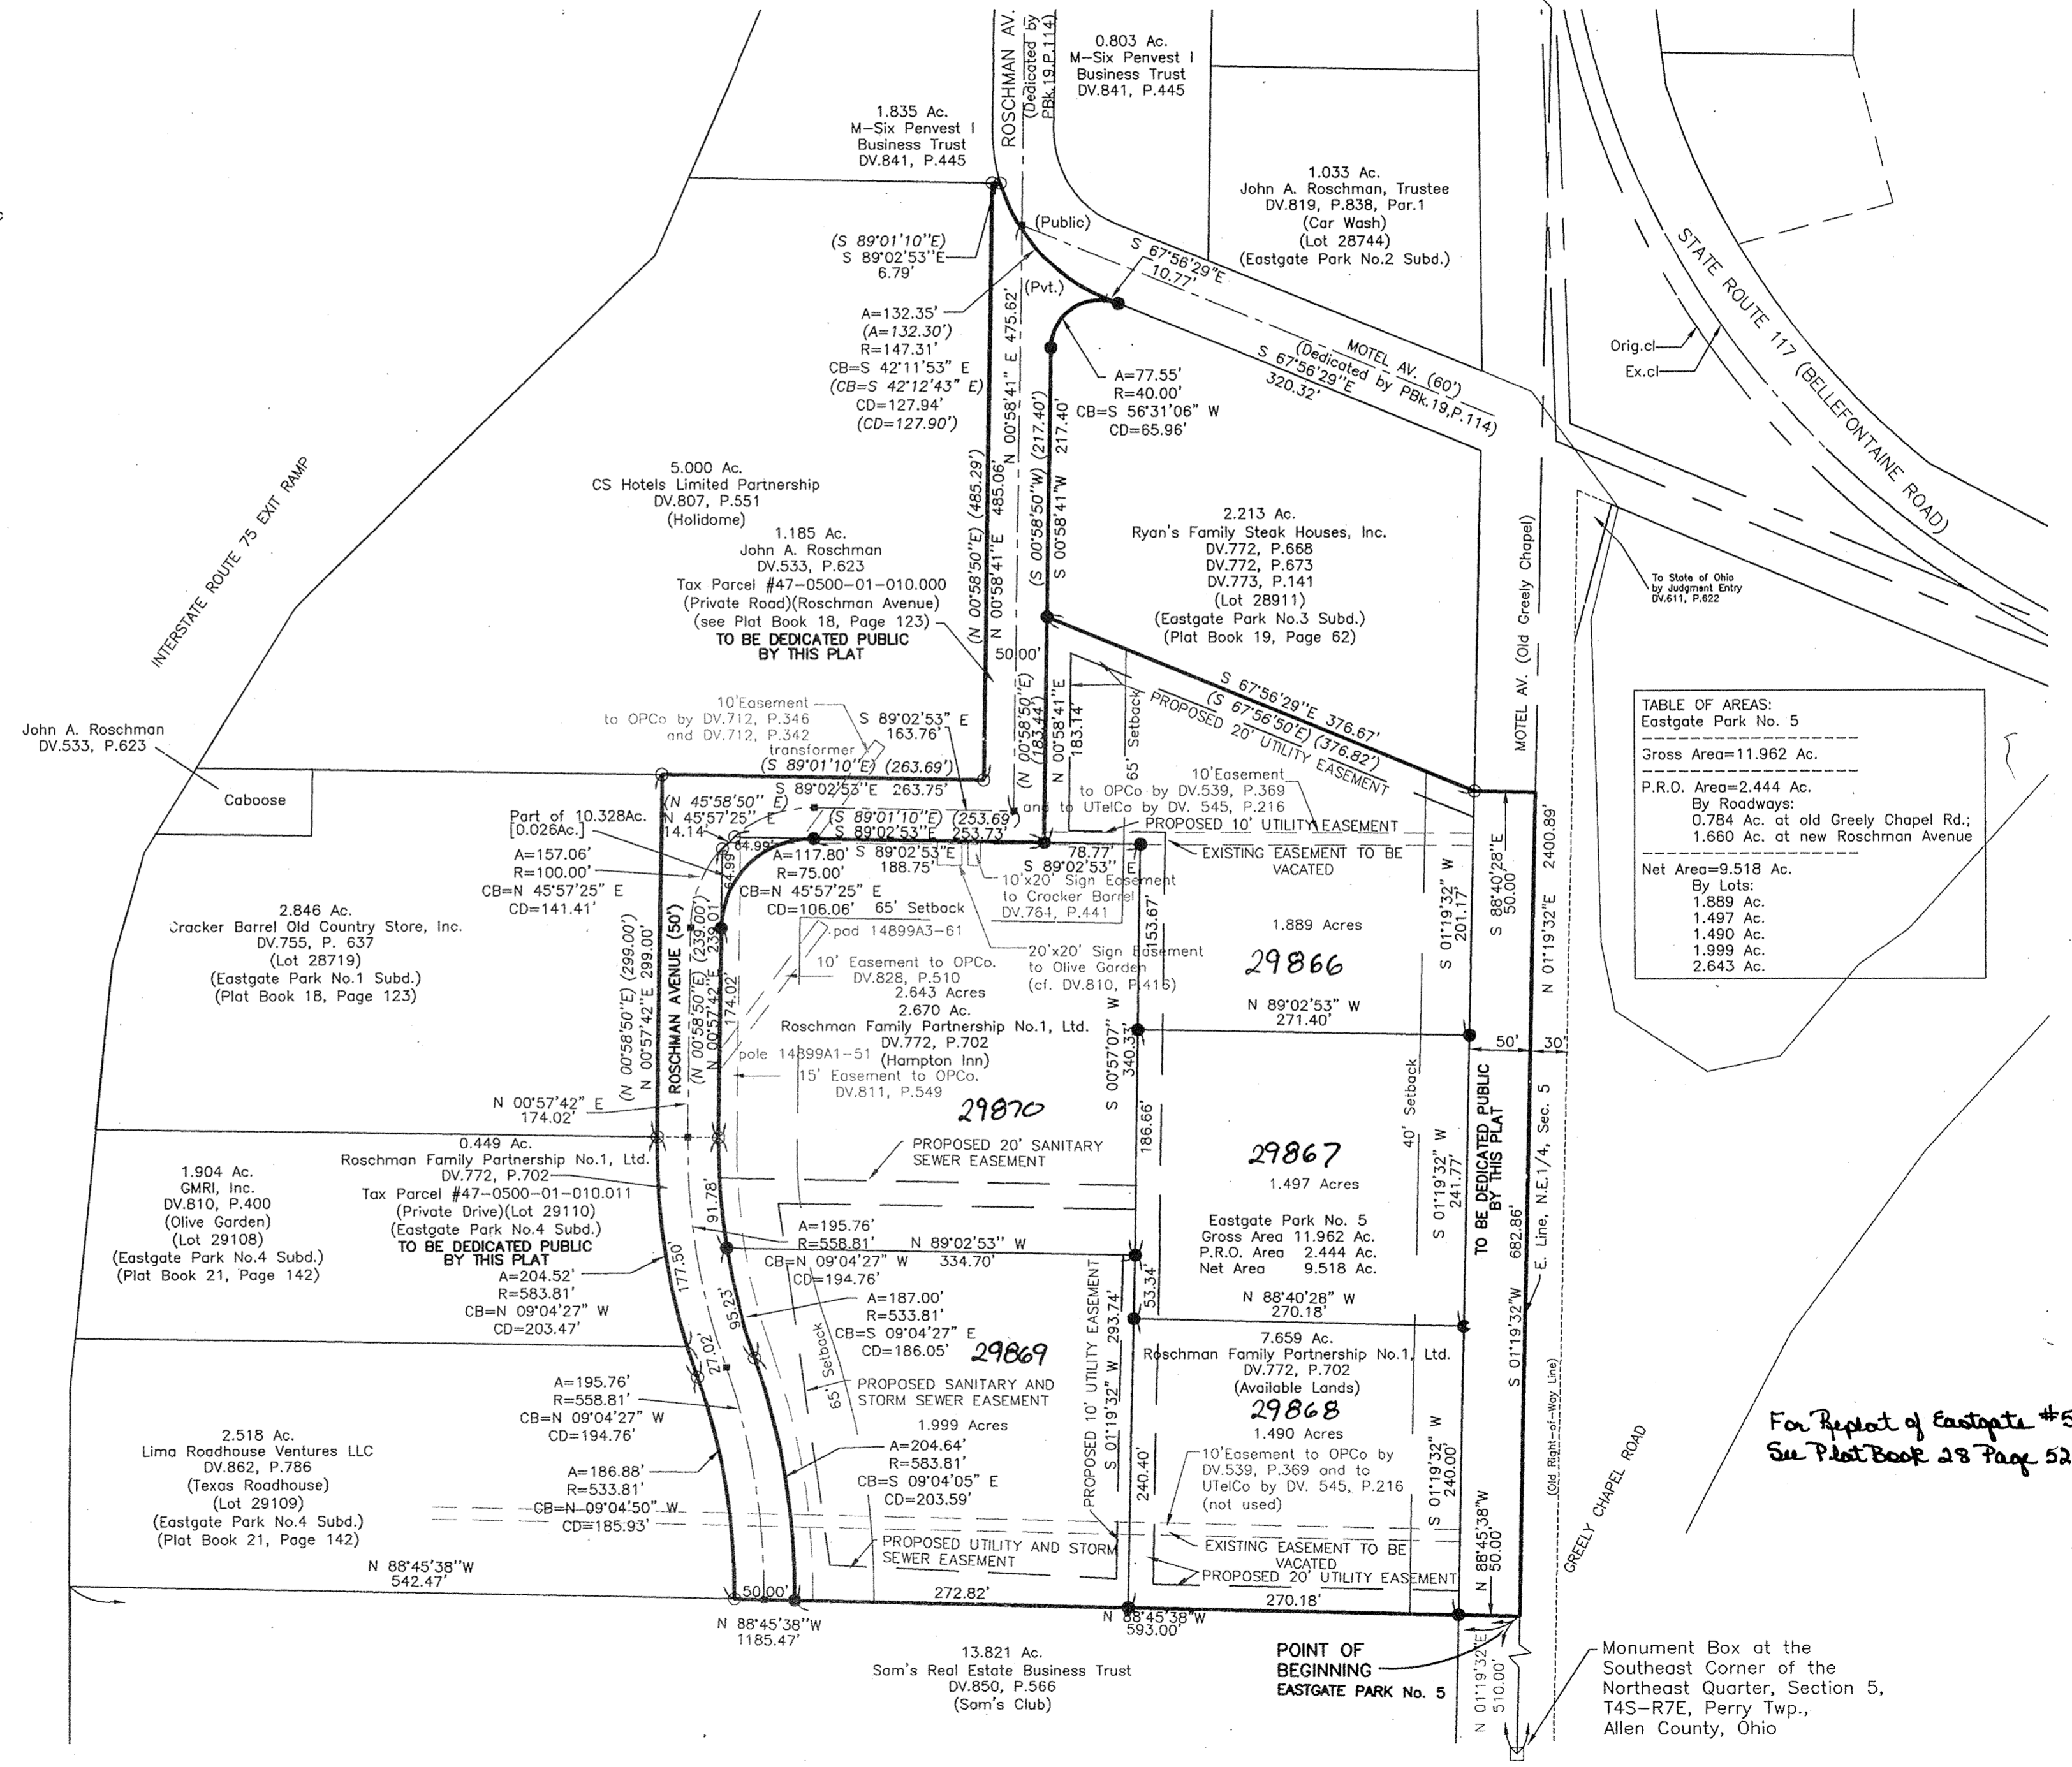 ROSCHMAN AV.
(Dedicated by
PBk.19,P.114)
0.803 Ac.
M-Six Penvest I
Business Trust
DV.841, P.445
1.835 Ac.
M-Six Penvest I
Business Trust
DV.841, P.445
1.033 Ac.
John A. Roschman, Trustee
DV.819, P.838, Par.1
(Car Wash)
(Lot 28744)
(Eastgate Park No.2 Subd.)
(Public)
(Pvt.)
(S 89°01'10"E)
S 89°02'53"E
6.79'
S 67°56'29"E
10.77'
A=132.35'
(A=132.30')
R=147.31'
CB=S 42°11'53" E
(CB=S 42°12'43" E)
CD=127.94'
(CD=127.90')
N 00°58'41" E 475.62'
A=77.55'
R=40.00'
CB=S 56°31'06" W
CD=65.96'
MOTEL AV. (60')
(Dedicated by PBk.19,P.114)
S 67°56'29"E
320.32'
STATE ROUTE 117 (BELLEFONTAINE ROAD)
Orig.cl
Ex.cl
INTERSTATE ROUTE 75 EXIT RAMP
5.000 Ac.
CS Hotels Limited Partnership
DV.807, P.551
(Holidome)
1.185 Ac.
John A. Roschman
DV.533, P.623
Tax Parcel #47-0500-01-010.000
(Private Road)(Roschman Avenue)
(see Plat Book 18, Page 123)
TO BE DEDICATED PUBLIC
BY THIS PLAT
(N 00°58'50"E) (485.29')
N 00°58'41"E 485.06'
(S 00°58'50"W) (217.40')
S 00°58'41"W 217.40'
50.00'
2.213 Ac.
Ryan's Family Steak Houses, Inc.
DV.772, P.668
DV.772, P.673
DV.773, P.141
(Lot 28911)
(Eastgate Park No.3 Subd.)
(Plat Book 19, Page 62)
MOTEL AV. (Old Greely Chapel)
To State of Ohio
by Judgment Entry
DV.611, P.622
(N 00°58'50"E)
(183.44')
N 00°58'41"E
183.14'
65' Setback
S 67°56'29"E 376.67'
(S 67°56'50"E) (376.82')
PROPOSED 20' UTILITY EASEMENT
TABLE OF AREAS:
Eastgate Park No. 5
Gross Area=11.962 Ac.
P.R.O. Area=2.444 Ac.
By Roadways:
0.784 Ac. at old Greely Chapel Rd.;
1.660 Ac. at new Roschman Avenue
Net Area=9.518 Ac.
By Lots:
1.889 Ac.
1.497 Ac.
1.490 Ac.
1.999 Ac.
2.643 Ac.
John A. Roschman
DV.533, P.623
Caboose
10'Easement
to OPCo by DV.712, P.346
and DV.712, P.342
transformer
S 89°02'53" E
163.76'
(S 89°01'10"E) (263.69')
S 89°02'53"E 263.75'
(N 45°58'50" E)
N 45°57'25" E
14.14'
(S 89°01'10"E) (253.69')
S 89°02'53"E 253.73'
10'Easement
to OPCo by DV.539, P.369
and to UTelCo by DV. 545, P.216
PROPOSED 10' UTILITY EASEMENT
EXISTING EASEMENT TO BE
VACATED
Part of 10.328Ac.
[0.026Ac.]
A=157.06'
R=100.00'
CB=N 45°57'25" E
CD=141.41'
64.99'
64.99'
A=117.80'
R=75.00'
CB=N 45°57'25" E
CD=106.06'
S 89°02'53"E
188.75'
78.77'
S 89°02'53" E
10'x20' Sign Easement
to Cracker Barrel
DV.764, P.441
65' Setback
pad 14899A3-61
20'x20' Sign Easement
to Olive Garden
(cf. DV.810, P.416)
2.846 Ac.
Cracker Barrel Old Country Store, Inc.
DV.755, P. 637
(Lot 28719)
(Eastgate Park No.1 Subd.)
(Plat Book 18, Page 123)
(N 00°58'50"E) (299.00')
N 00°57'42"E 299.00'
ROSCHMAN AVENUE (50')
(N 00°58'50"E) (239.00')
N 00°57'42"E 239.01'
174.02'
10' Easement to OPCo.
DV.828, P.510
2.643 Acres
2.670 Ac.
Roschman Family Partnership No.1, Ltd.
DV.772, P.702
(Hampton Inn)
pole 14899A1-51
15' Easement to OPCo.
DV.811, P.549
29870
153.67'
S 00°57'07" W
340.33'
186.66'
1.889 Acres
29866
N 89°02'53" W
271.40'
S 01°19'32" W
201.17'
S 88°40'28"E
50.00'
N 01°19'32"E 2400.89'
50'
30'
N 00°57'42" E
174.02'
0.449 Ac.
Roschman Family Partnership No.1, Ltd.
DV.772, P.702
Tax Parcel #47-0500-01-010.011
(Private Drive)(Lot 29110)
(Eastgate Park No.4 Subd.)
TO BE DEDICATED PUBLIC
BY THIS PLAT
A=204.52'
R=583.81'
CB=N 09°04'27" W
CD=203.47'
1.904 Ac.
GMRI, Inc.
DV.810, P.400
(Olive Garden)
(Lot 29108)
(Eastgate Park No.4 Subd.)
(Plat Book 21, Page 142)
PROPOSED 20' SANITARY
SEWER EASEMENT
29867
1.497 Acres
40' Setback
S 01°19'32" W
241.77'
TO BE DEDICATED PUBLIC
BY THIS PLAT
E. Line, N.E.1/4, Sec. 5
S 01°19'32"W 682.86'
Eastgate Park No. 5
Gross Area 11.962 Ac.
P.R.O. Area 2.444 Ac.
Net Area 9.518 Ac.
91.78'
177.50'
A=195.76'
R=558.81'
CB=N 09°04'27" W
CD=194.76'
N 89°02'53" W
334.70'
95.23'
27.02'
A=187.00'
R=533.81'
CB=S 09°04'27" E
CD=186.05'
29869
53.34'
N 88°40'28" W
270.18'
PROPOSED 10' UTILITY EASEMENT
S 01°19'32" W 293.74'
240.40'
65' Setback
PROPOSED SANITARY AND
STORM SEWER EASEMENT
1.999 Acres
7.659 Ac.
Roschman Family Partnership No.1, Ltd.
DV.772, P.702
(Available Lands)
29868
1.490 Acres
A=195.76'
R=558.81'
CB=N 09°04'27" W
CD=194.76'
A=204.64'
R=583.81'
CB=S 09°04'05" E
CD=203.59'
10'Easement to OPCo by
DV.539, P.369 and to
UTelCo by DV. 545, P.216
(not used)
S 01°19'32" W
240.00'
2.518 Ac.
Lima Roadhouse Ventures LLC
DV.862, P.786
(Texas Roadhouse)
(Lot 29109)
(Eastgate Park No.4 Subd.)
(Plat Book 21, Page 142)
A=186.88'
R=533.81'
CB=N 09°04'50" W
CD=185.93'
PROPOSED UTILITY AND STORM
SEWER EASEMENT
EXISTING EASEMENT TO BE
VACATED
PROPOSED 20' UTILITY EASEMENT
N 88°45'38"W
50.00'
(Old Right-of-Way Line)
GREELY CHAPEL ROAD
For Replat of Eastgate #5
See Plat Book 28 Page 52
N 88°45'38"W
542.47'
50.00'
272.82'
270.18'
N 88°45'38"W
1185.47'
N 88°45'38"W
593.00'
13.821 Ac.
Sam's Real Estate Business Trust
DV.850, P.566
(Sam's Club)
POINT OF
BEGINNING
EASTGATE PARK No. 5
N 01°19'32"E
510.00'
Monument Box at the
Southeast Corner of the
Northeast Quarter, Section 5,
T4S-R7E, Perry Twp.,
Allen County, Ohio